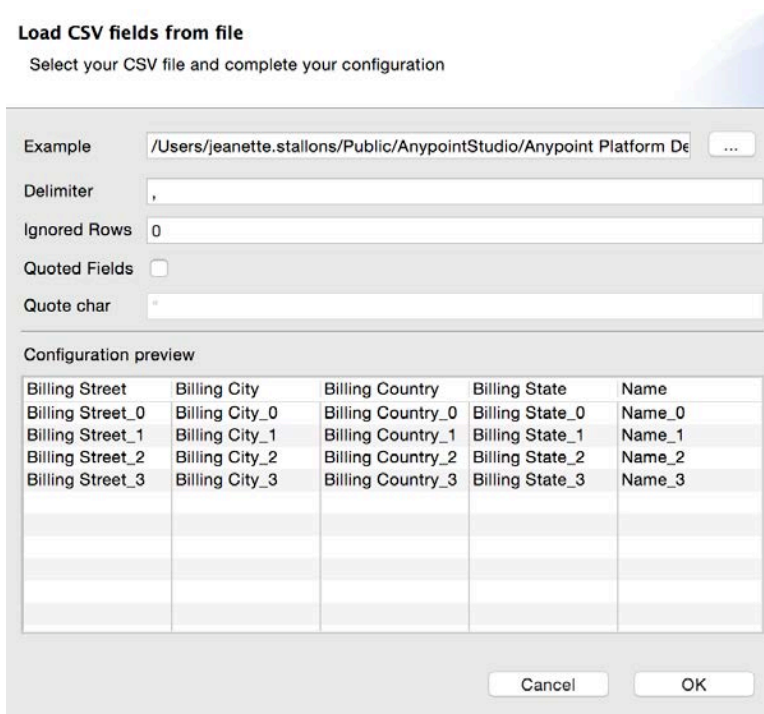 Load CSV fields from file
Select your CSV file and complete your configuration
Example /Users/jeanette.stallons/Public/AnypointStudio/Anypoint Platform De ...
Delimiter ,
Ignored Rows 0
Quoted Fields
Quote char "
Configuration preview
Billing Street Billing City Billing Country Billing State Name
Billing Street_0 Billing City_0 Billing Country_0 Billing State_0 Name_0
Billing Street_1 Billing City_1 Billing Country_1 Billing State_1 Name_1
Billing Street_2 Billing City_2 Billing Country_2 Billing State_2 Name_2
Billing Street_3 Billing City_3 Billing Country_3 Billing State_3 Name_3
Cancel OK